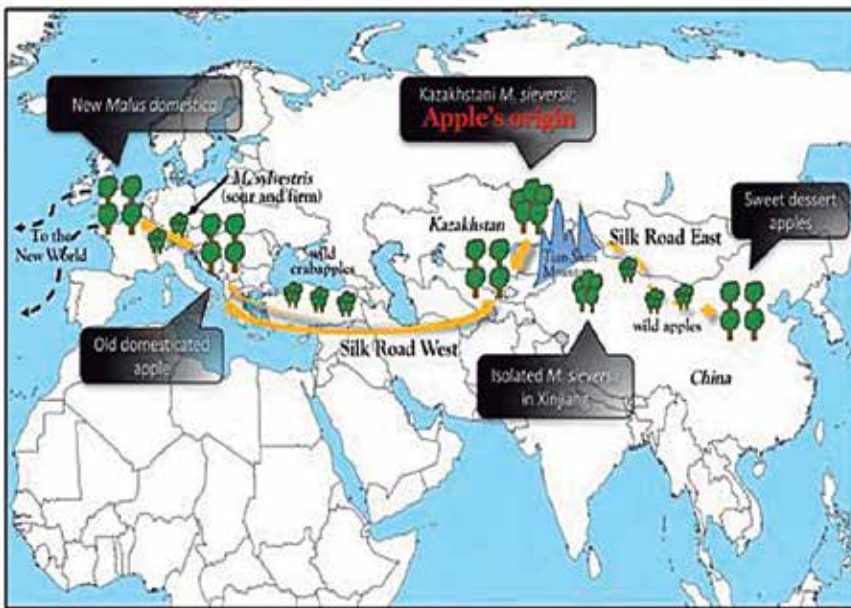 New Malus domestica
Kazakhstani M. sieversii:
Apple's origin
M. sylvestris
(sour and firm)
To the
New World
Kazakhstan
Tian Shan
Mountains
Silk Road East
Sweet dessert
apples
wild
crabapples
wild apples
Old domesticated
apple
Silk Road West
Isolated M. sieversii
in Xinjiang
China